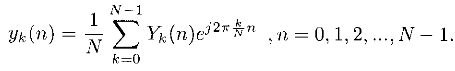 $y_k(n) = \frac{1}{N} \sum_{k=0}^{N-1} Y_k(n) e^{j2\pi \frac{k}{N} n} \ \ , n = 0, 1, 2, ..., N-1.$